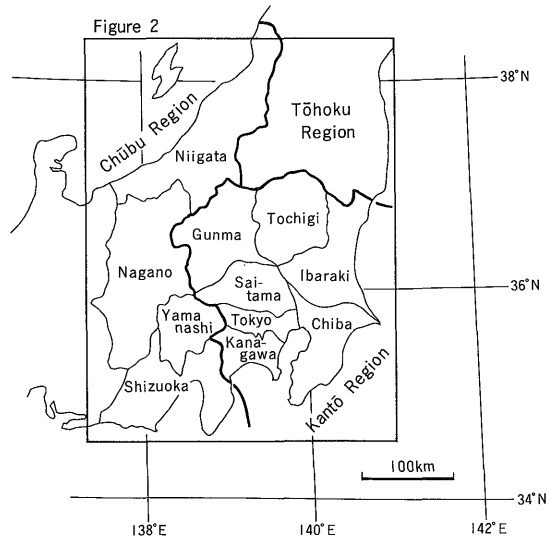 Figure 2
38°N
Tōhoku
Region
Chūbu Region
Niigata
Tochigi
Gunma
Nagano
Ibaraki
Sai-
tama
36°N
Yama
nashi
Tokyo
Chiba
Kana-
gawa
Shizuoka
Kantō Region
100km
34°N
138°E
140°E
142°E